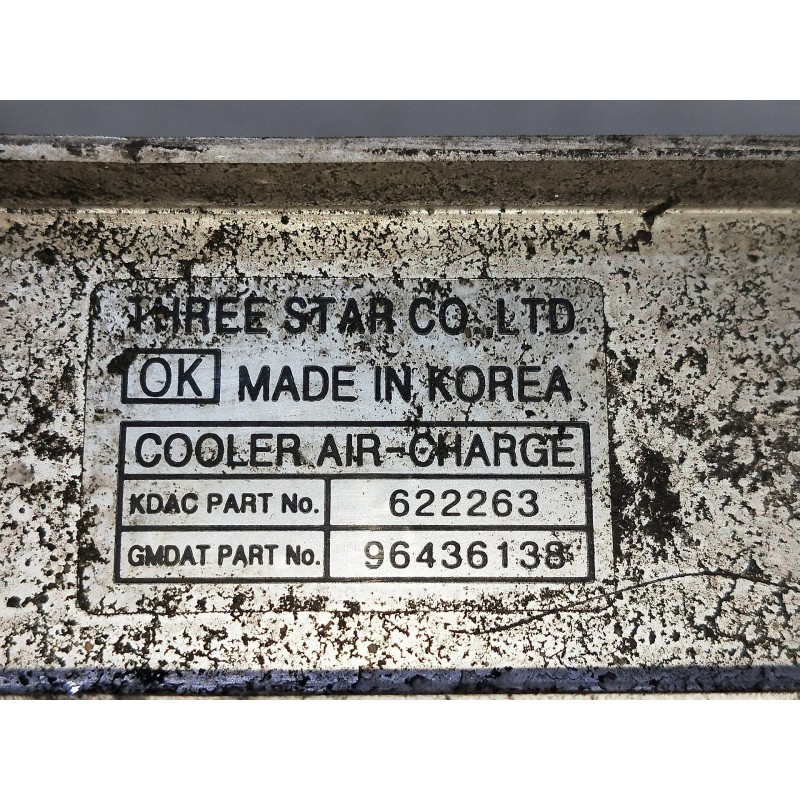 THREE STAR CO.,LTD.
OK MADE IN KOREA
COOLER AIR-CHARGE
KDAC PART No. 622263
GMDAT PART No. 96436138